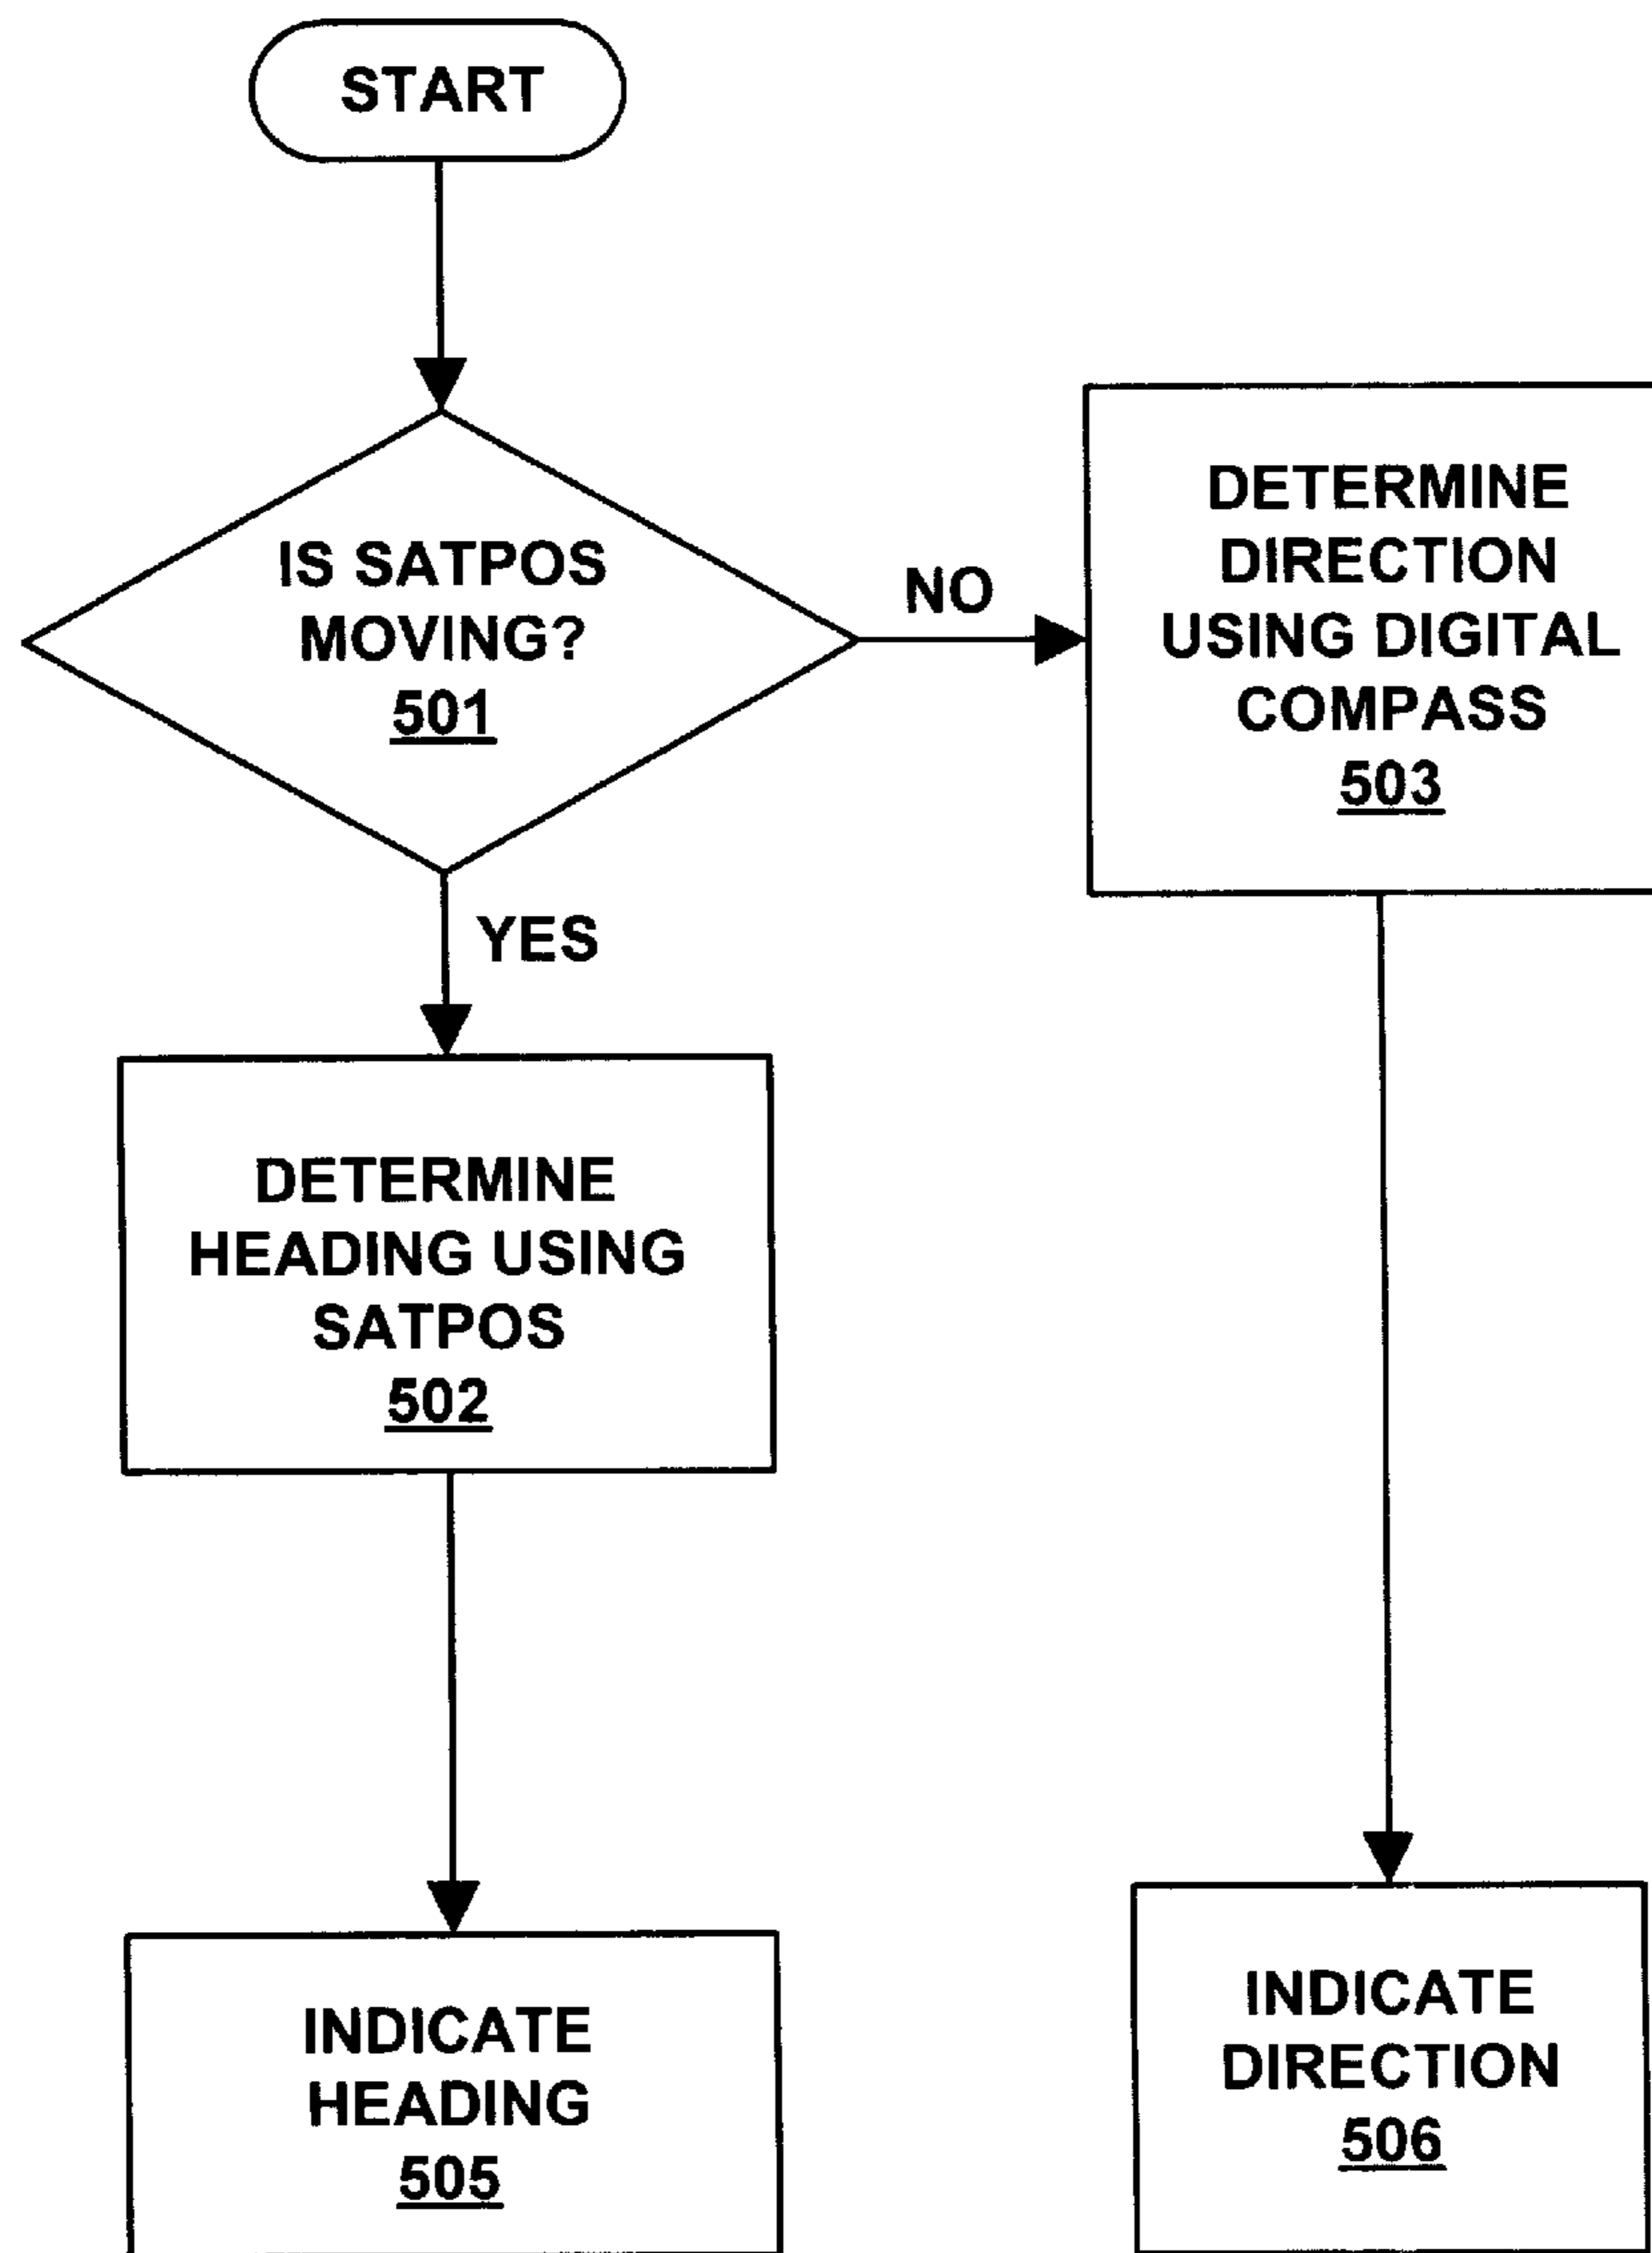 START
IS SATPOS
MOVING?
501
NO
DETERMINE
DIRECTION
USING DIGITAL
COMPASS
503
YES
DETERMINE
HEADING USING
SATPOS
502
INDICATE
HEADING
505
INDICATE
DIRECTION
506